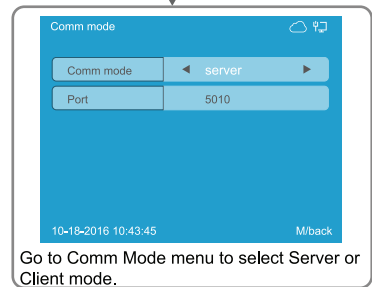 Comm mode
Comm mode server
Port 5010
10-18-2016 10:43:45 M/back
Go to Comm Mode menu to select Server or
Client mode.